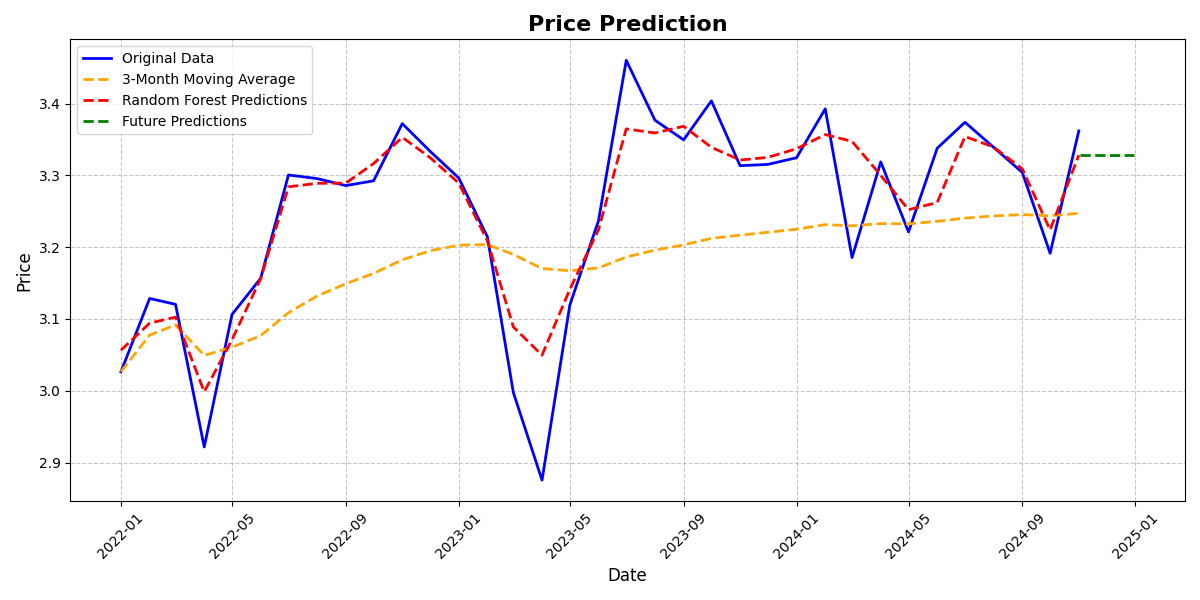 Price Prediction
Original Data
3-Month Moving Average
Random Forest Predictions
Future Predictions
Price
3.4
3.3
3.2
3.1
3.0
2.9
2022-01
2022-05
2022-09
2023-01
2023-05
2023-09
2024-01
2024-05
2024-09
2025-01
Date